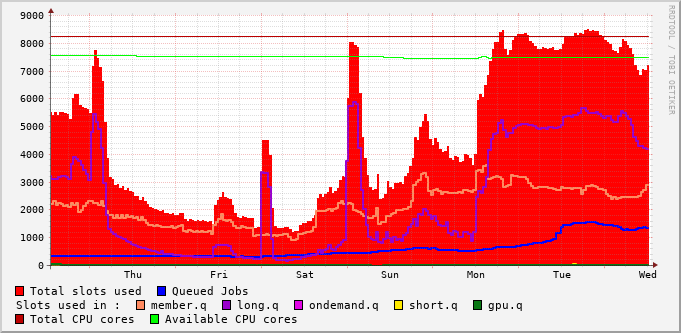 9000
8000
7000
6000
5000
4000
3000
2000
1000
0
Thu Fri Sat Sun Mon Tue Wed
RRDTOOL / TOBI OETIKER
Total slots used Queued Jobs
Slots used in : member.q long.q ondemand.q short.q gpu.q
Total CPU cores Available CPU cores